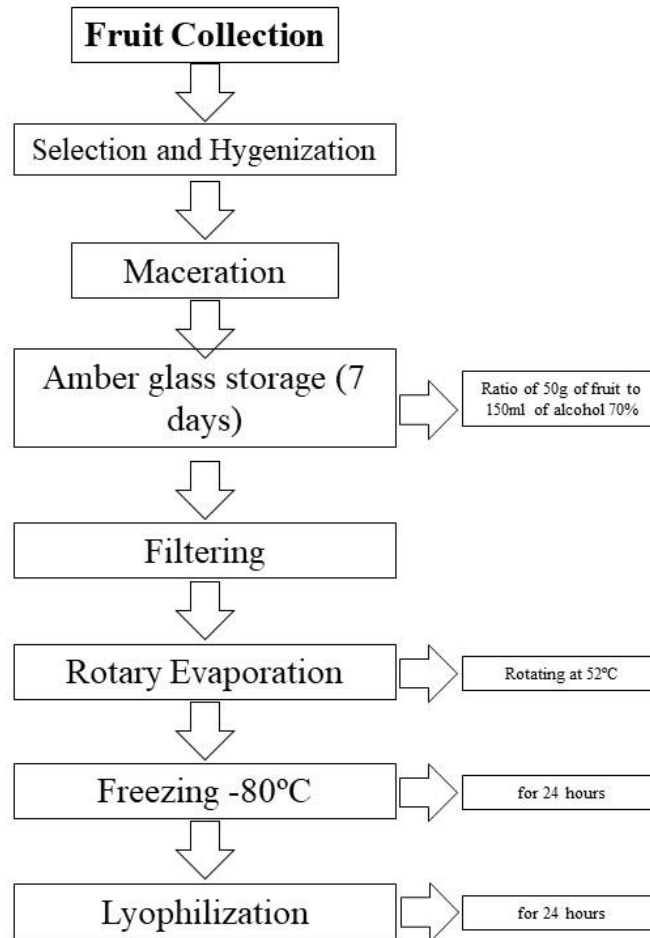 Fruit Collection
Selection and Hygenization
Maceration
Amber glass storage (7
days)
Ratio of 50g of fruit to
150ml of alcohol 70%
Filtering
Rotary Evaporation
Rotating at 52ºC
Freezing -80ºC
for 24 hours
Lyophilization
for 24 hours